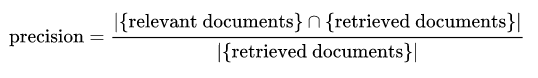 precision = |{relevant documents} ∩ {retrieved documents}| / |{retrieved documents}|